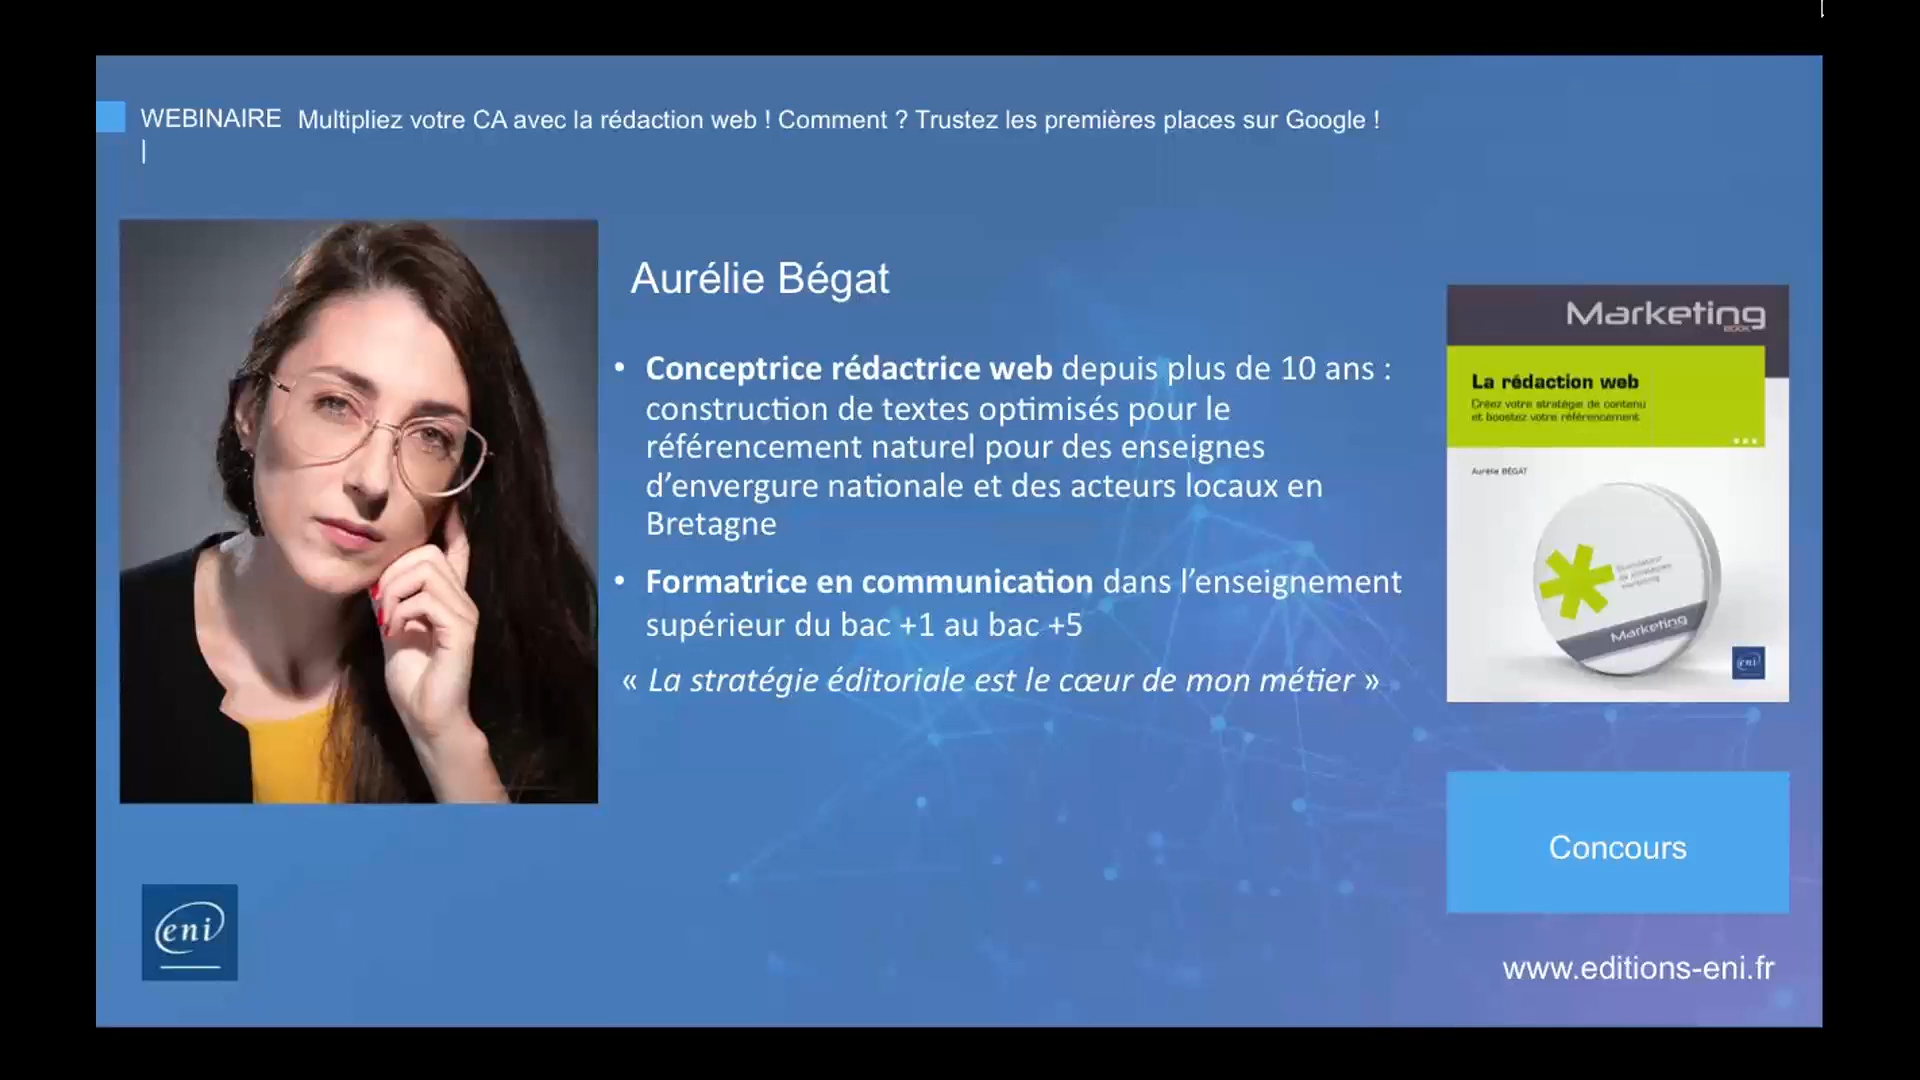 WEBINAIRE Multipliez votre CA avec la rédaction web ! Comment ? Trustez les premières places sur Google !
|
Aurélie Bégat
• Conceptrice rédactrice web depuis plus de 10 ans :
construction de textes optimisés pour le
référencement naturel pour des enseignes
d’envergure nationale et des acteurs locaux en
Bretagne
• Formatrice en communication dans l’enseignement
supérieur du bac +1 au bac +5
« La stratégie éditoriale est le cœur de mon métier »
Marketing
BOOK
La rédaction web
Créez votre stratégie de contenu
et boostez votre référencement
Aurélie BÉGAT
Marketing
eni
Concours
eni
www.editions-eni.fr